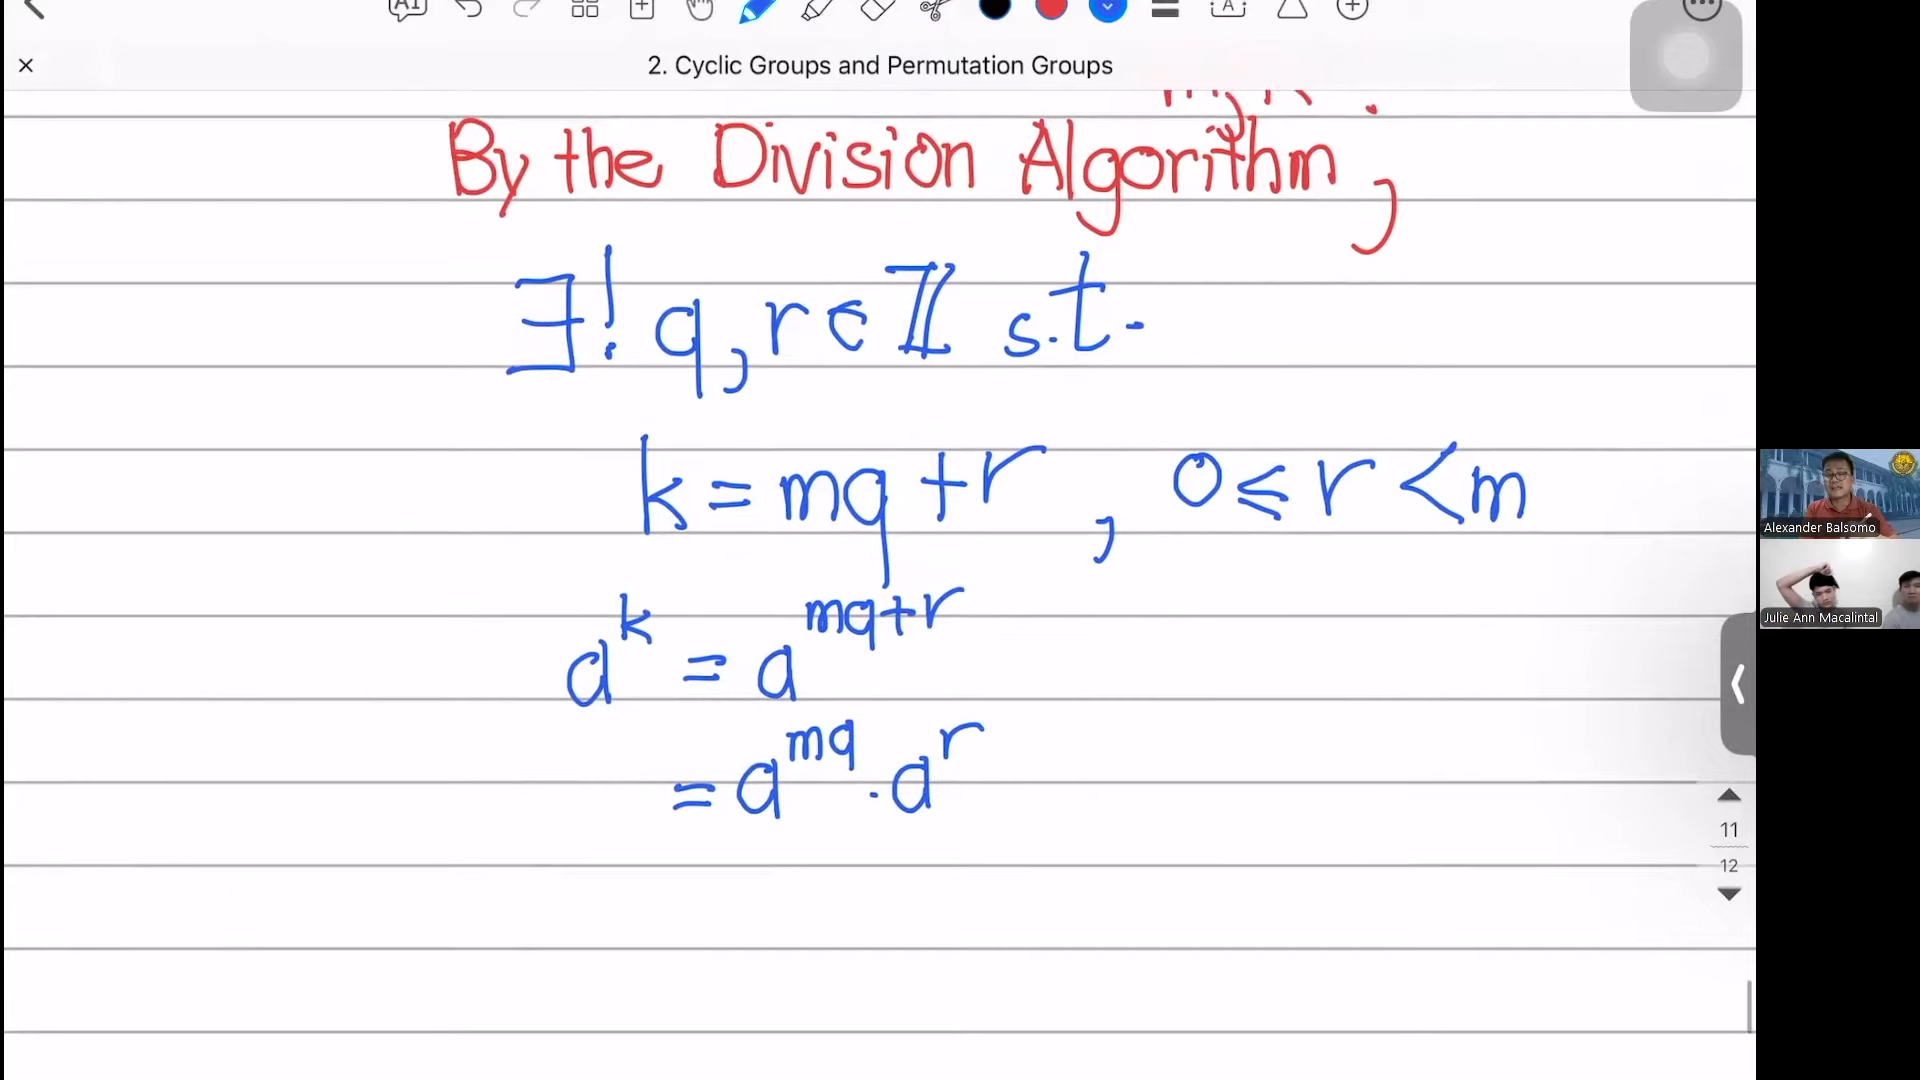 2. Cyclic Groups and Permutation Groups
By the Division Algorithm,
∃! q, r ∈ ℤ s.t.
k = mq + r , 0 ≤ r < m
a^k = a^{mq+r}
= a^{mq} · a^r
Alexander Balsomo
Julie Ann Macalintal
11
12